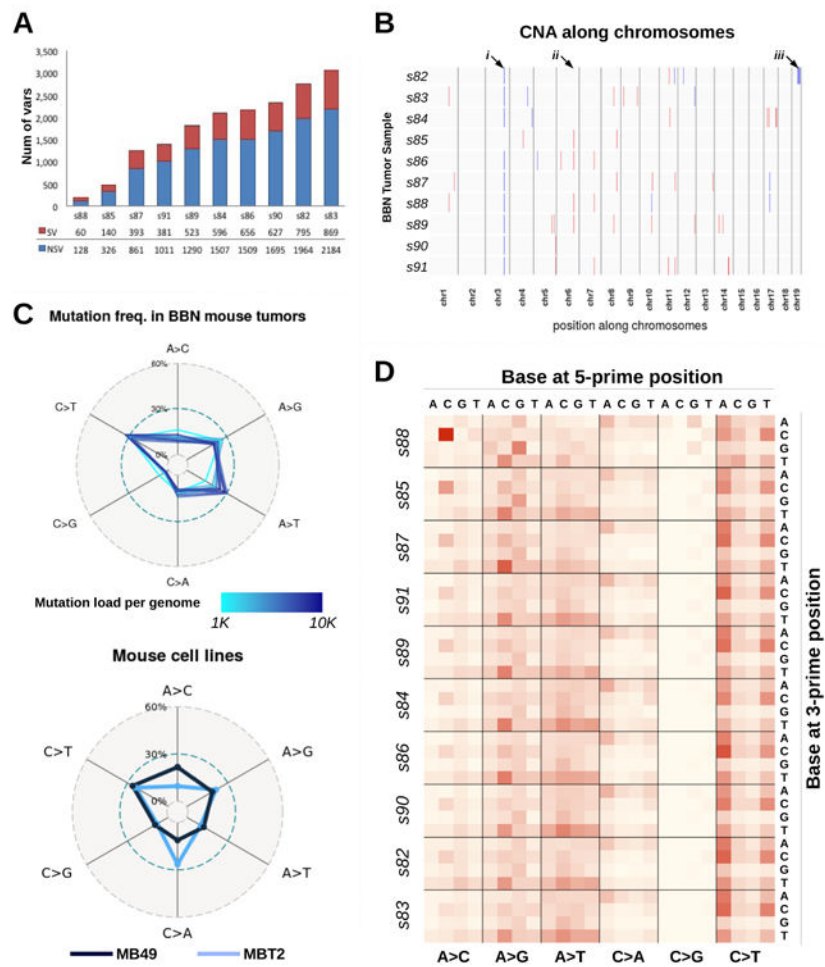 A
3,500
3,000
2,500
2,000
1,500
1,000
500
0
Num of vars
s88 s85 s87 s91 s89 s84 s86 s90 s82 s83
SV 60 140 393 381 523 596 656 627 795 869
NSV 128 326 861 1011 1290 1507 1509 1695 1964 2184
B
CNA along chromosomes
i ii iii
BBN Tumor Sample
s82
s83
s84
s85
s86
s87
s88
s89
s90
s91
chr1 chr2 chr3 chr4 chr5 chr6 chr7 chr8 chr9 chr10 chr11 chr12 chr13 chr14 chr15 chr16 chr17 chr18 chr19
position along chromosomes
C
Mutation freq. in BBN mouse tumors
A>C
60%
C>T
30%
A>G
0%
C>G
A>T
C>A
Mutation load per genome
1K 10K
Mouse cell lines
A>C
60%
C>T
30%
A>G
0%
C>G
A>T
C>A
MB49 MBT2
D
Base at 5-prime position
A C G T A C G T A C G T A C G T A C G T A C G T
s88
A
C
G
T
s85
A
C
G
T
s87
A
C
G
T
s91
A
C
G
T
s89
A
C
G
T
s84
A
C
G
T
s86
A
C
G
T
s90
A
C
G
T
s82
A
C
G
T
s83
A
C
G
T
Base at 3-prime position
A>C A>G A>T C>A C>G C>T